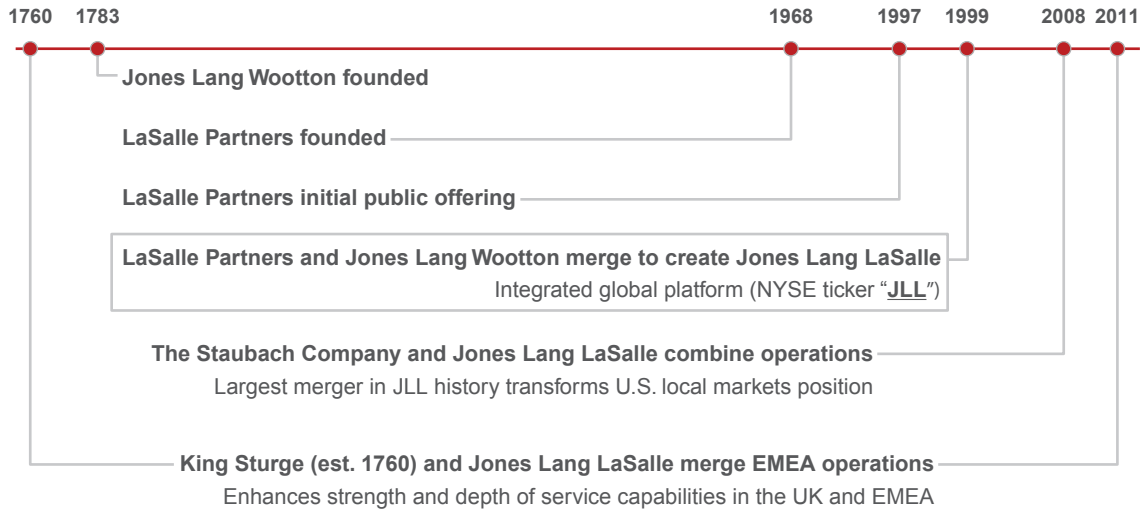 1760 1783 1968 1997 1999 2008 2011
Jones Lang Wootton founded
LaSalle Partners founded
LaSalle Partners initial public offering
LaSalle Partners and Jones Lang Wootton merge to create Jones Lang LaSalle
Integrated global platform (NYSE ticker “JLL”)
The Staubach Company and Jones Lang LaSalle combine operations
Largest merger in JLL history transforms U.S. local markets position
King Sturge (est. 1760) and Jones Lang LaSalle merge EMEA operations
Enhances strength and depth of service capabilities in the UK and EMEA